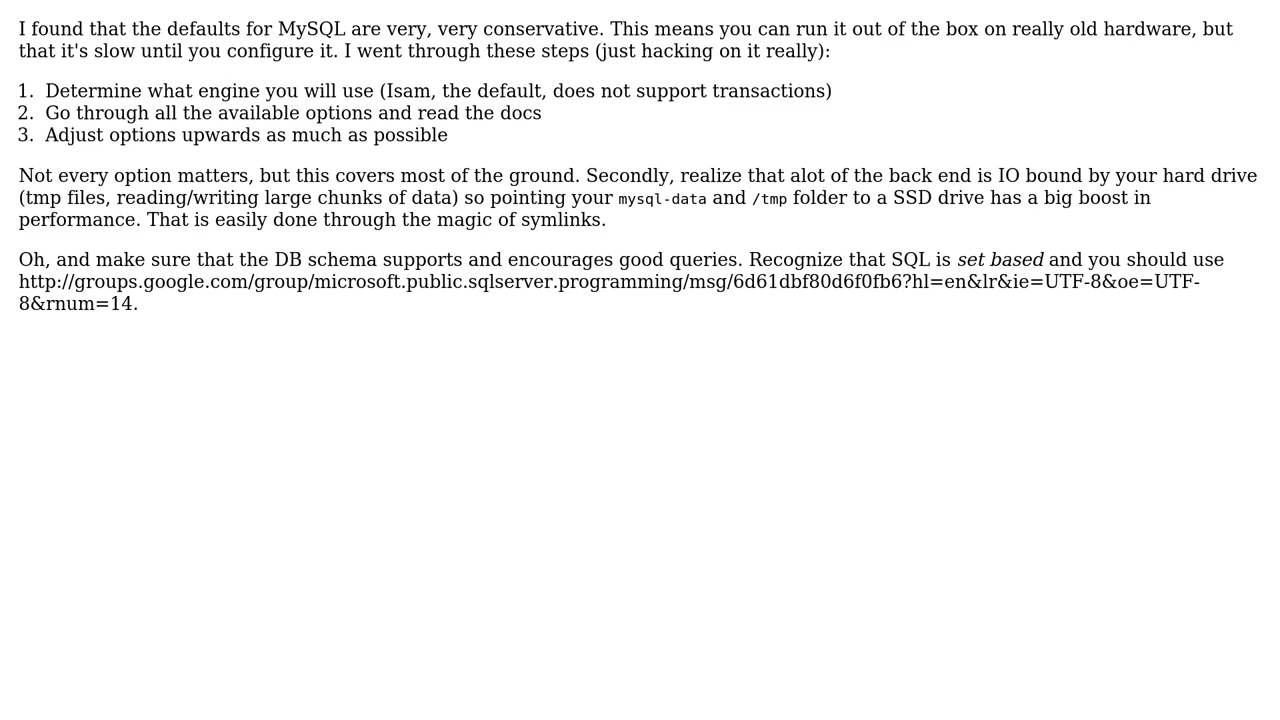 I found that the defaults for MySQL are very, very conservative. This means you can run it out of the box on really old hardware, but
that it's slow until you configure it. I went through these steps (just hacking on it really):
1. Determine what engine you will use (Isam, the default, does not support transactions)
2. Go through all the available options and read the docs
3. Adjust options upwards as much as possible
Not every option matters, but this covers most of the ground. Secondly, realize that alot of the back end is IO bound by your hard drive
(tmp files, reading/writing large chunks of data) so pointing your mysql-data and /tmp folder to a SSD drive has a big boost in
performance. That is easily done through the magic of symlinks.
Oh, and make sure that the DB schema supports and encourages good queries. Recognize that SQL is set based and you should use
http://groups.google.com/group/microsoft.public.sqlserver.programming/msg/6d61dbf80d6f0fb6?hl=en&lr&ie=UTF-8&oe=UTF-
8&rnum=14.